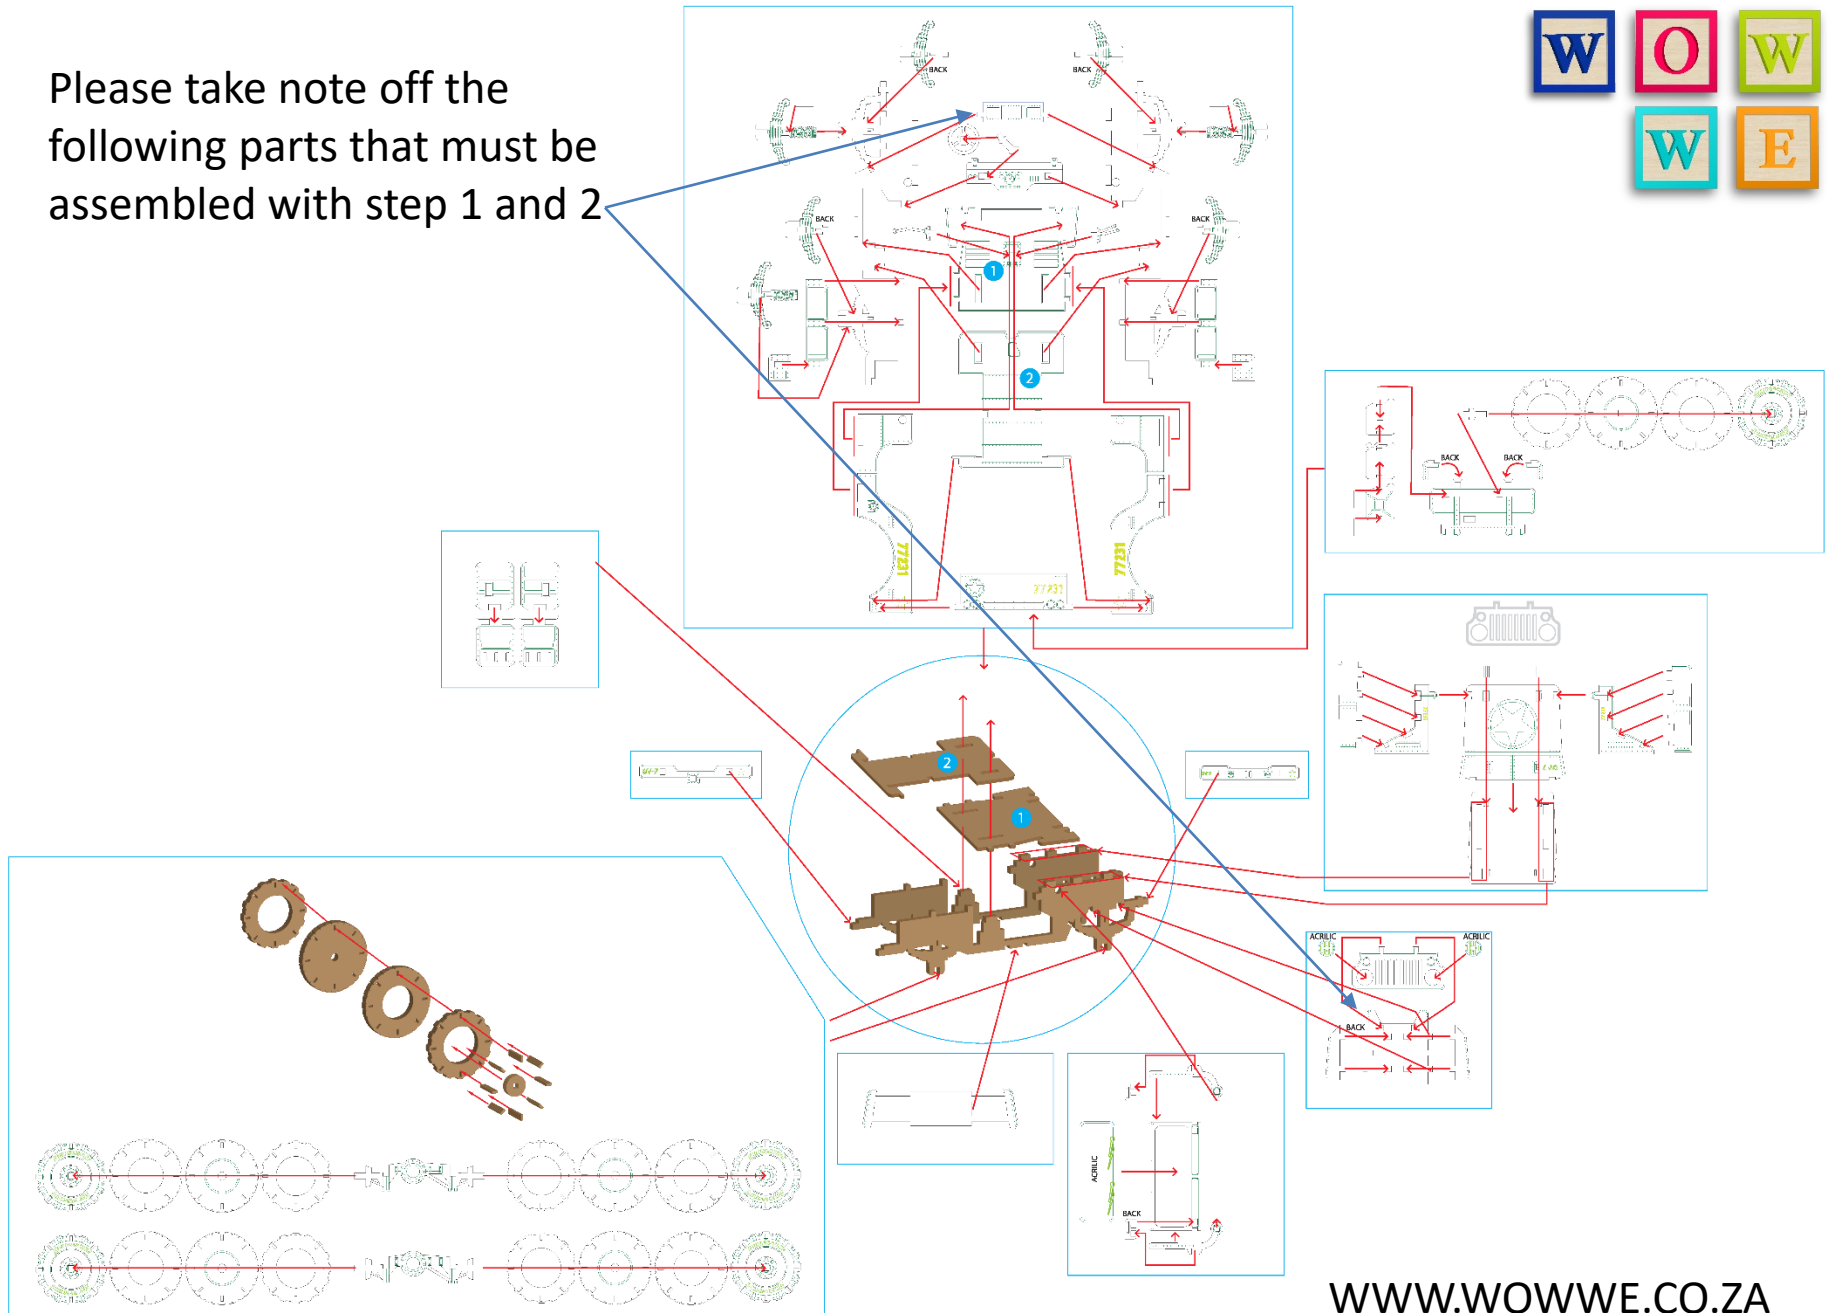 Please take note off the
following parts that must be
assembled with step 1 and 2
W O W
W E
BACK
BACK
BACK
BACK
1
2
77231
77231
77231
BACK
BACK
2
1
ACRILIC
ACRILIC
BACK
ACRILIC
BACK
WWW.WOWWE.CO.ZA